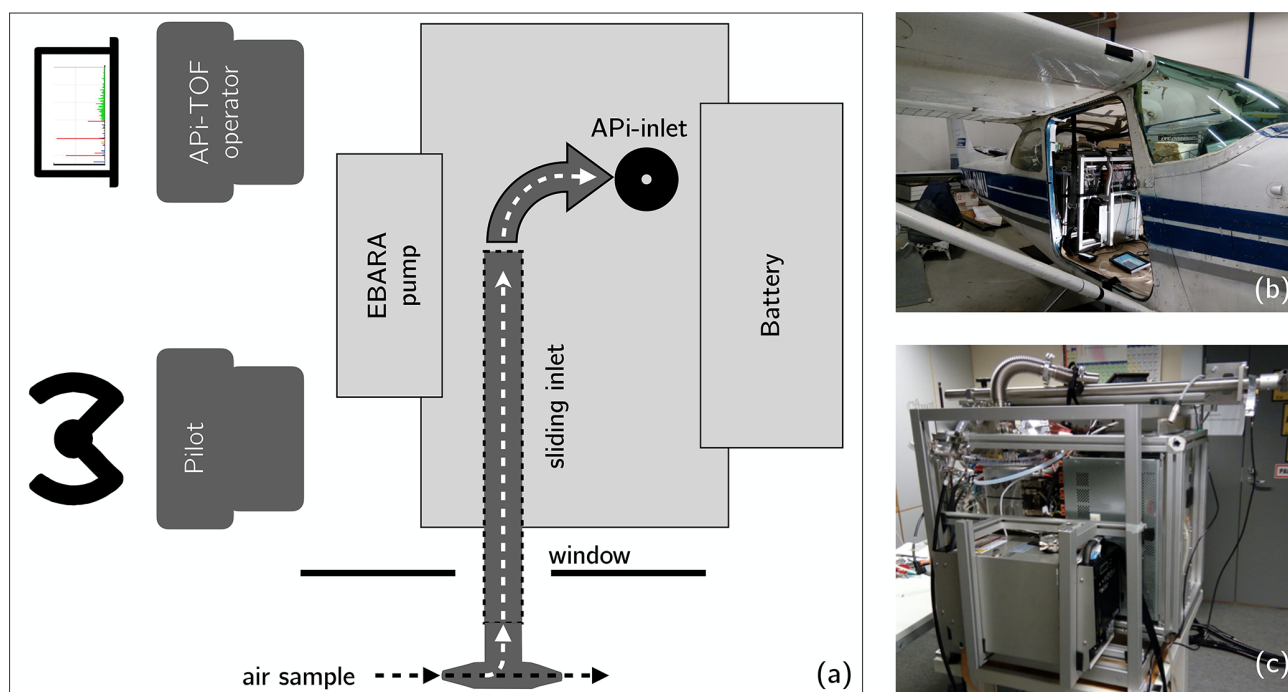 APi-TOF
operator
APi-inlet
EBARA
pump
Battery
sliding inlet
Pilot
window
air sample
(a)
(b)
(c)